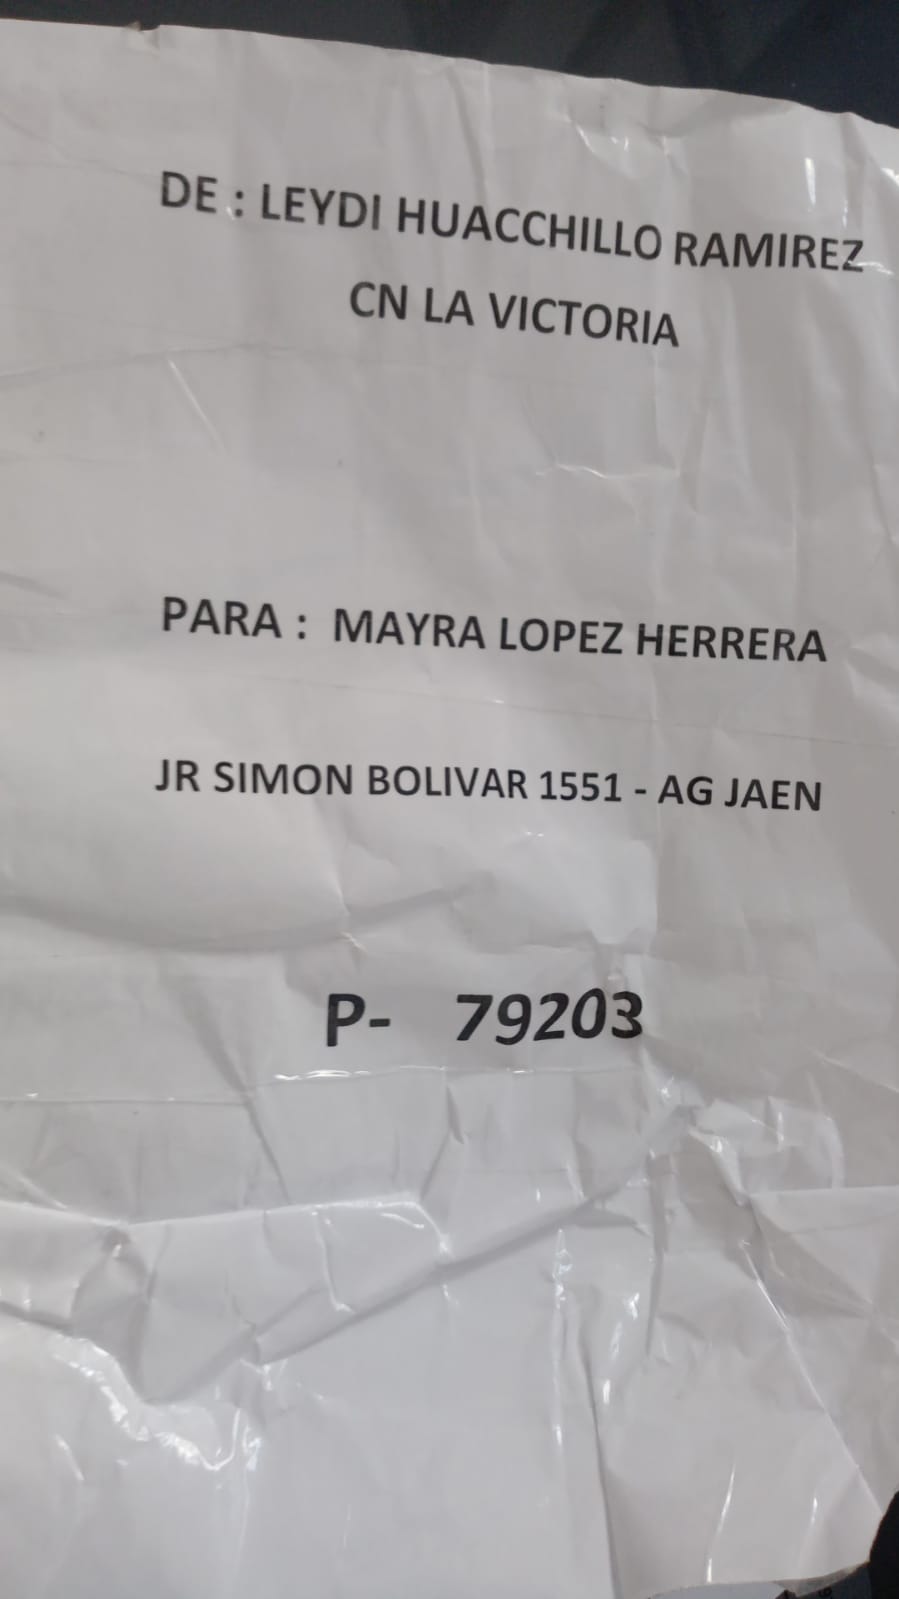 DE : LEYDI HUACCHILLO RAMIREZ
CN LA VICTORIA
PARA : MAYRA LOPEZ HERRERA
JR SIMON BOLIVAR 1551 - AG JAEN
P- 79203